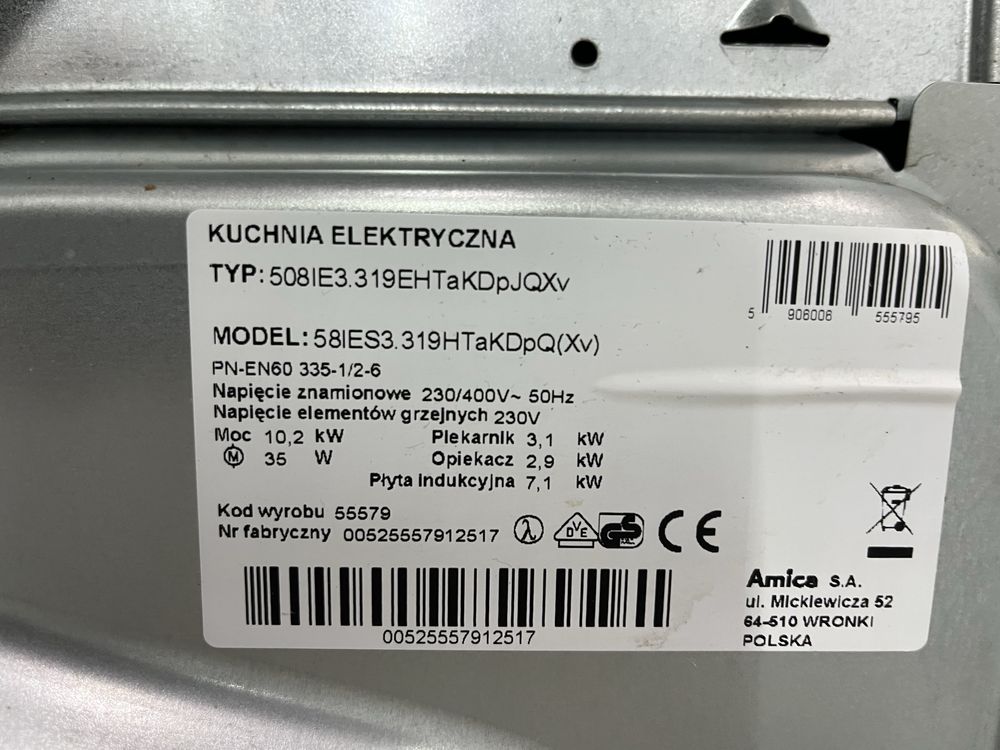 KUCHNIA ELEKTRYCZNA
TYP: 508IE3.319EHTaKDpJQXv
5 906006 555795
MODEL: 58IES3.319HTaKDpQ(Xv)
PN-EN60 335-1/2-6
Napięcie znamionowe 230/400V~ 50Hz
Napięcie elementów grzejnych 230V
Moc 10,2 kW Piekarnik 3,1 kW
M 35 W Opiekacz 2,9 kW
Płyta indukcyjna 7,1 kW
Kod wyrobu 55579
Nr fabryczny 00525557912517 λ DVE GS CE
00525557912517
Amica S.A.
ul. Mickiewicza 52
64-510 WRONKI
POLSKA